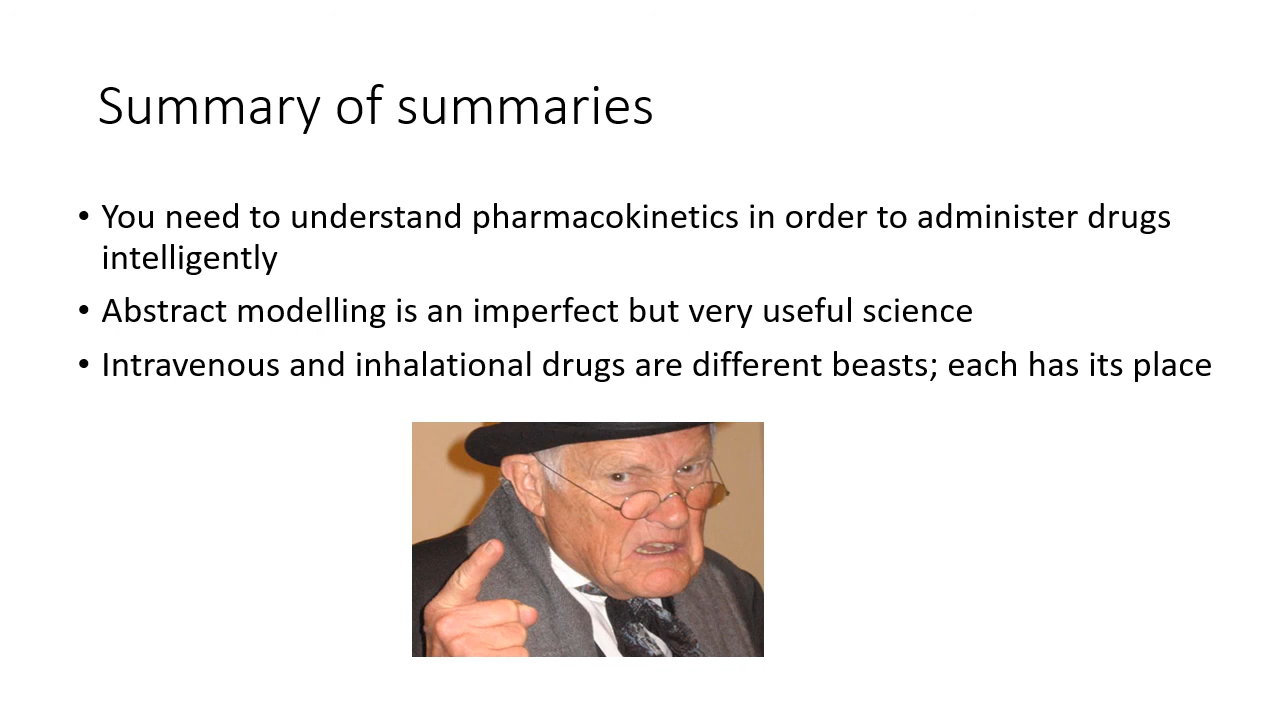 Summary of summaries
• You need to understand pharmacokinetics in order to administer drugs
intelligently
• Abstract modelling is an imperfect but very useful science
• Intravenous and inhalational drugs are different beasts; each has its place